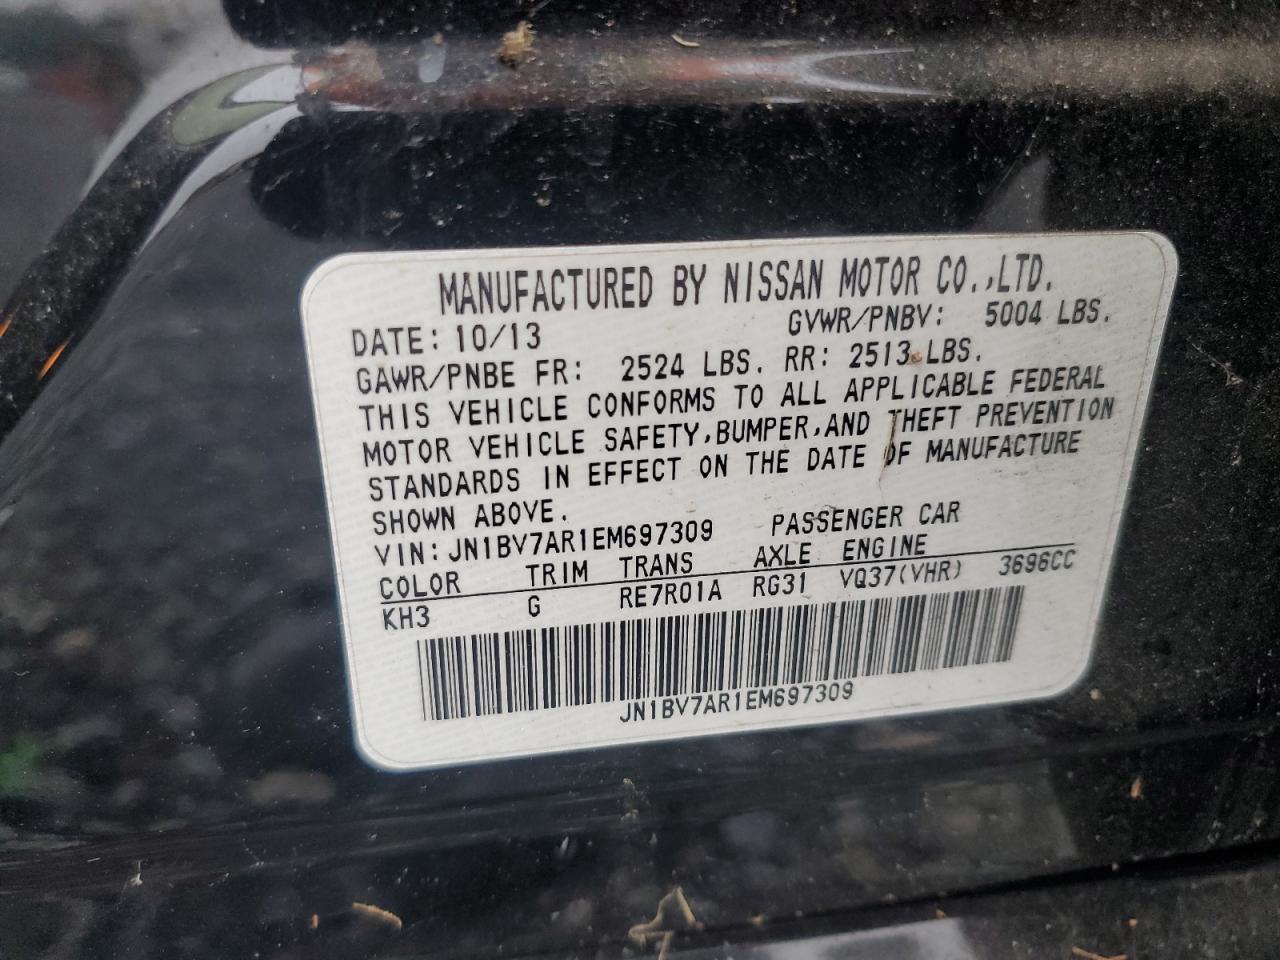 MANUFACTURED BY NISSAN MOTOR CO.,LTD.
DATE: 10/13 GVWR/PNBV: 5004 LBS.
GAWR/PNBE FR: 2524 LBS. RR: 2513 LBS.
THIS VEHICLE CONFORMS TO ALL APPLICABLE FEDERAL
MOTOR VEHICLE SAFETY,BUMPER,AND THEFT PREVENTION
STANDARDS IN EFFECT ON THE DATE OF MANUFACTURE
SHOWN ABOVE.
VIN: JN1BV7AR1EM697309 PASSENGER CAR
COLOR TRIM TRANS AXLE ENGINE
KH3 G RE7R01A RG31 VQ37(VHR) 3696CC
JN1BV7AR1EM697309